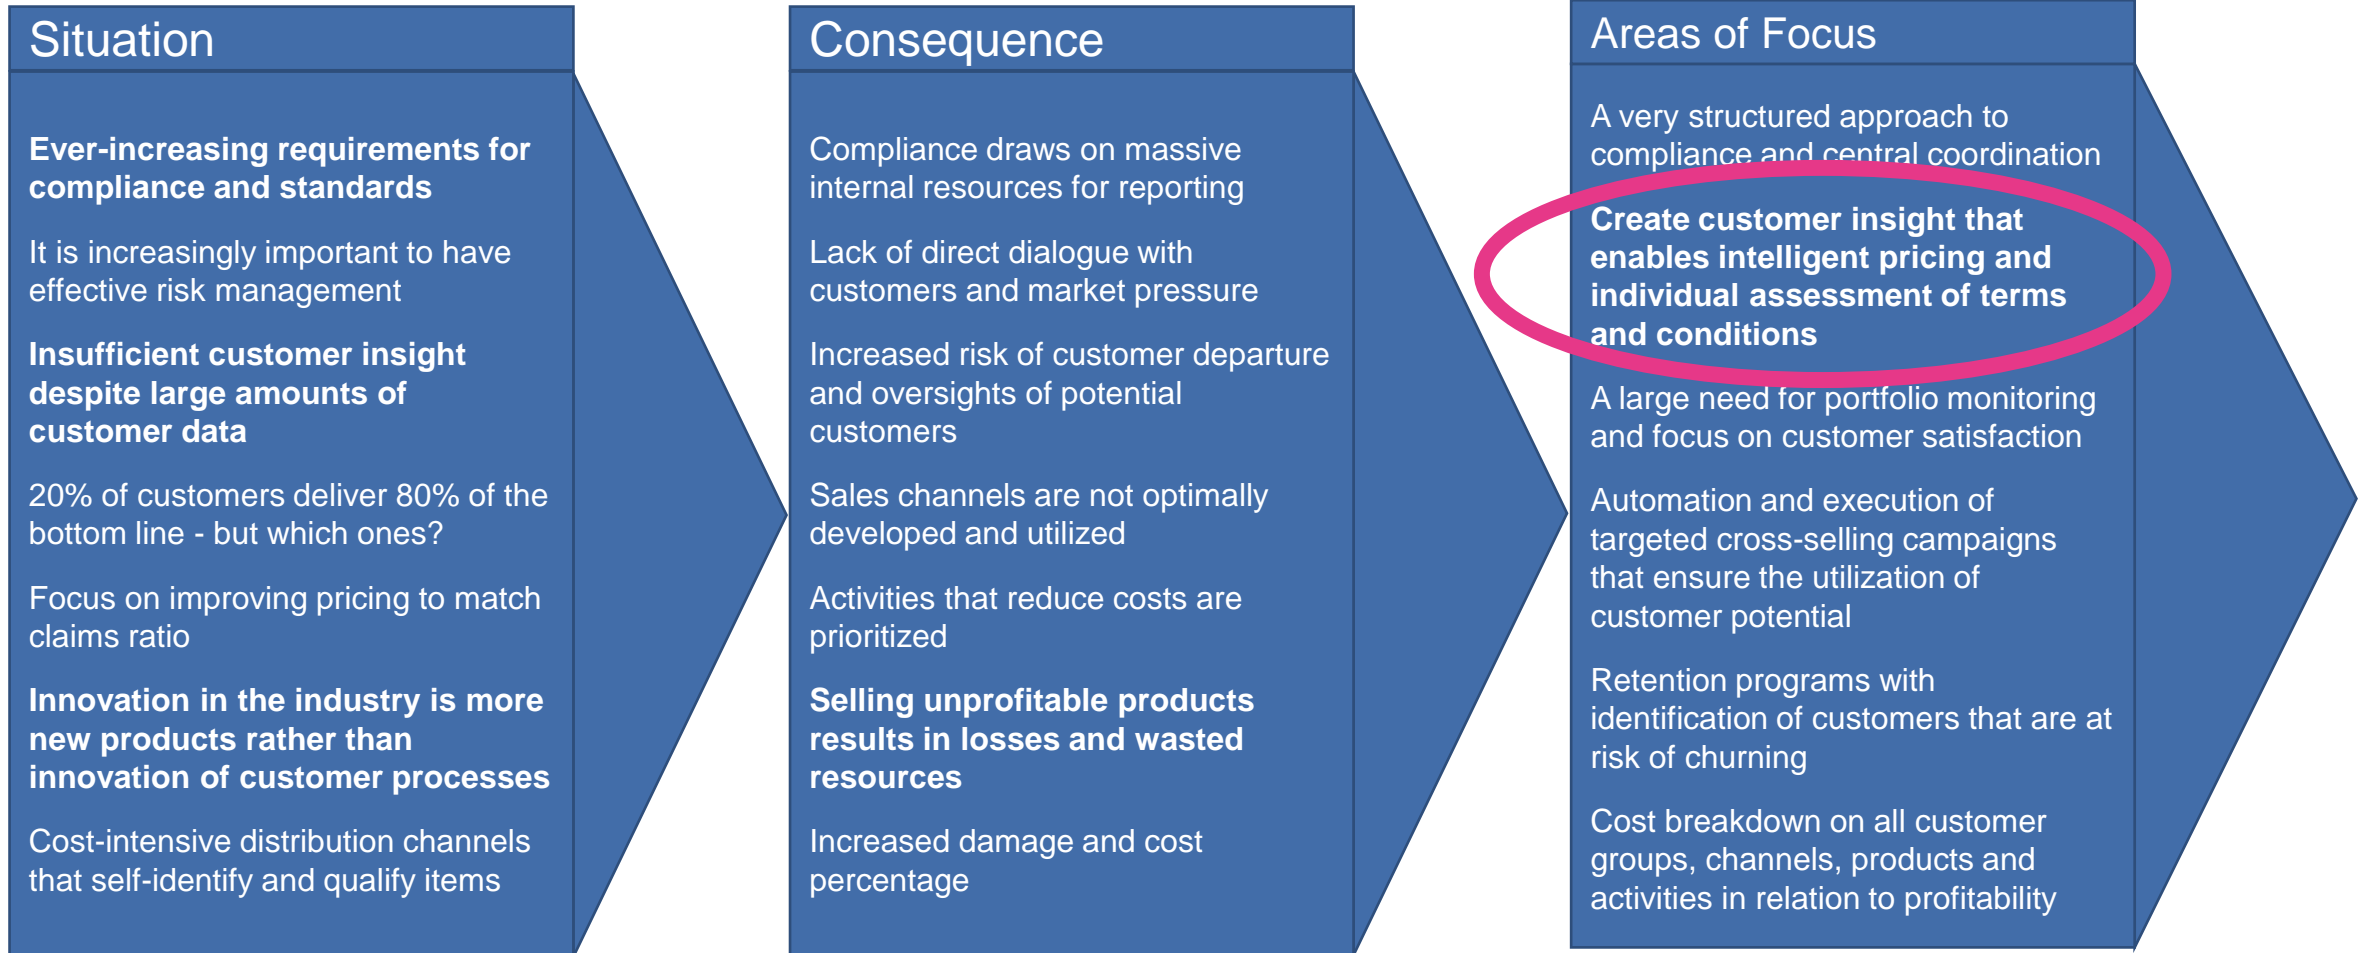 Situation
Ever-increasing requirements for
compliance and standards
It is increasingly important to have
effective risk management
Insufficient customer insight
despite large amounts of
customer data
20% of customers deliver 80% of the
bottom line - but which ones?
Focus on improving pricing to match
claims ratio
Innovation in the industry is more
new products rather than
innovation of customer processes
Cost-intensive distribution channels
that self-identify and qualify items
Consequence
Compliance draws on massive
internal resources for reporting
Lack of direct dialogue with
customers and market pressure
Increased risk of customer departure
and oversights of potential
customers
Sales channels are not optimally
developed and utilized
Activities that reduce costs are
prioritized
Selling unprofitable products
results in losses and wasted
resources
Increased damage and cost
percentage
Areas of Focus
A very structured approach to
compliance and central coordination
Create customer insight that
enables intelligent pricing and
individual assessment of terms
and conditions
A large need for portfolio monitoring
and focus on customer satisfaction
Automation and execution of
targeted cross-selling campaigns
that ensure the utilization of
customer potential
Retention programs with
identification of customers that are at
risk of churning
Cost breakdown on all customer
groups, channels, products and
activities in relation to profitability